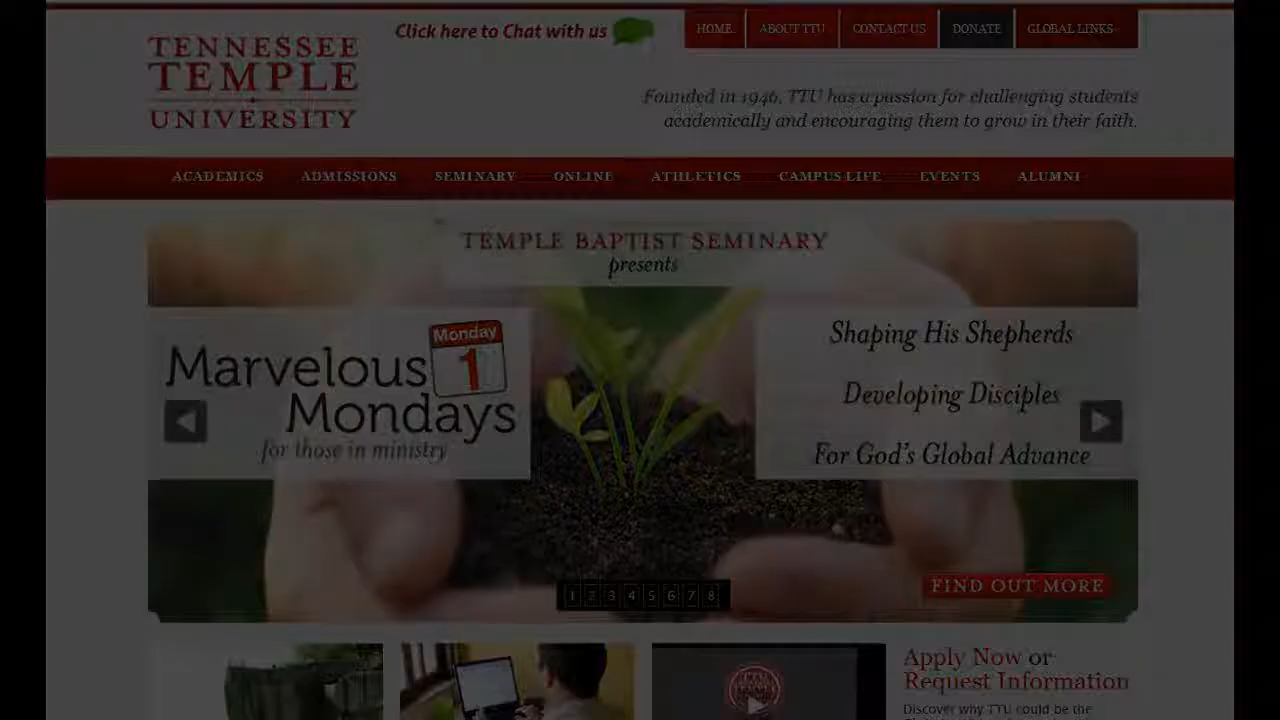 Click here to Chat with us
HOME
ABOUT TTU
CONTACT US
DONATE
GLOBAL LINKS
TENNESSEE
TEMPLE
UNIVERSITY
Founded in 1946, TTU has a passion for challenging students
academically and encouraging them to grow in their faith.
ACADEMICS
ADMISSIONS
SEMINARY
ONLINE
ATHLETICS
CAMPUS LIFE
EVENTS
ALUMNI
TEMPLE BAPTIST SEMINARY
presents
Monday
1
Marvelous
Mondays
for those in ministry
Shaping His Shepherds
Developing Disciples
For God's Global Advance
FIND OUT MORE
1 2 3 4 5 6 7 8
Apply Now or
Request Information
Discover why TTU could be the